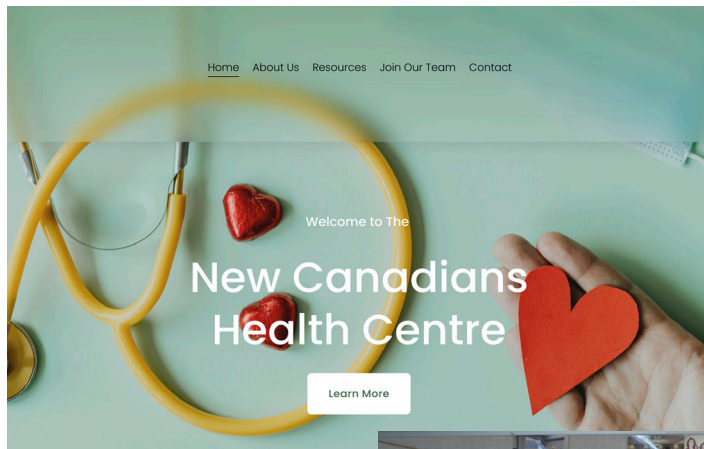 Home About Us Resources Join Our Team Contact
Welcome to The
New Canadians
Health Centre
Learn More